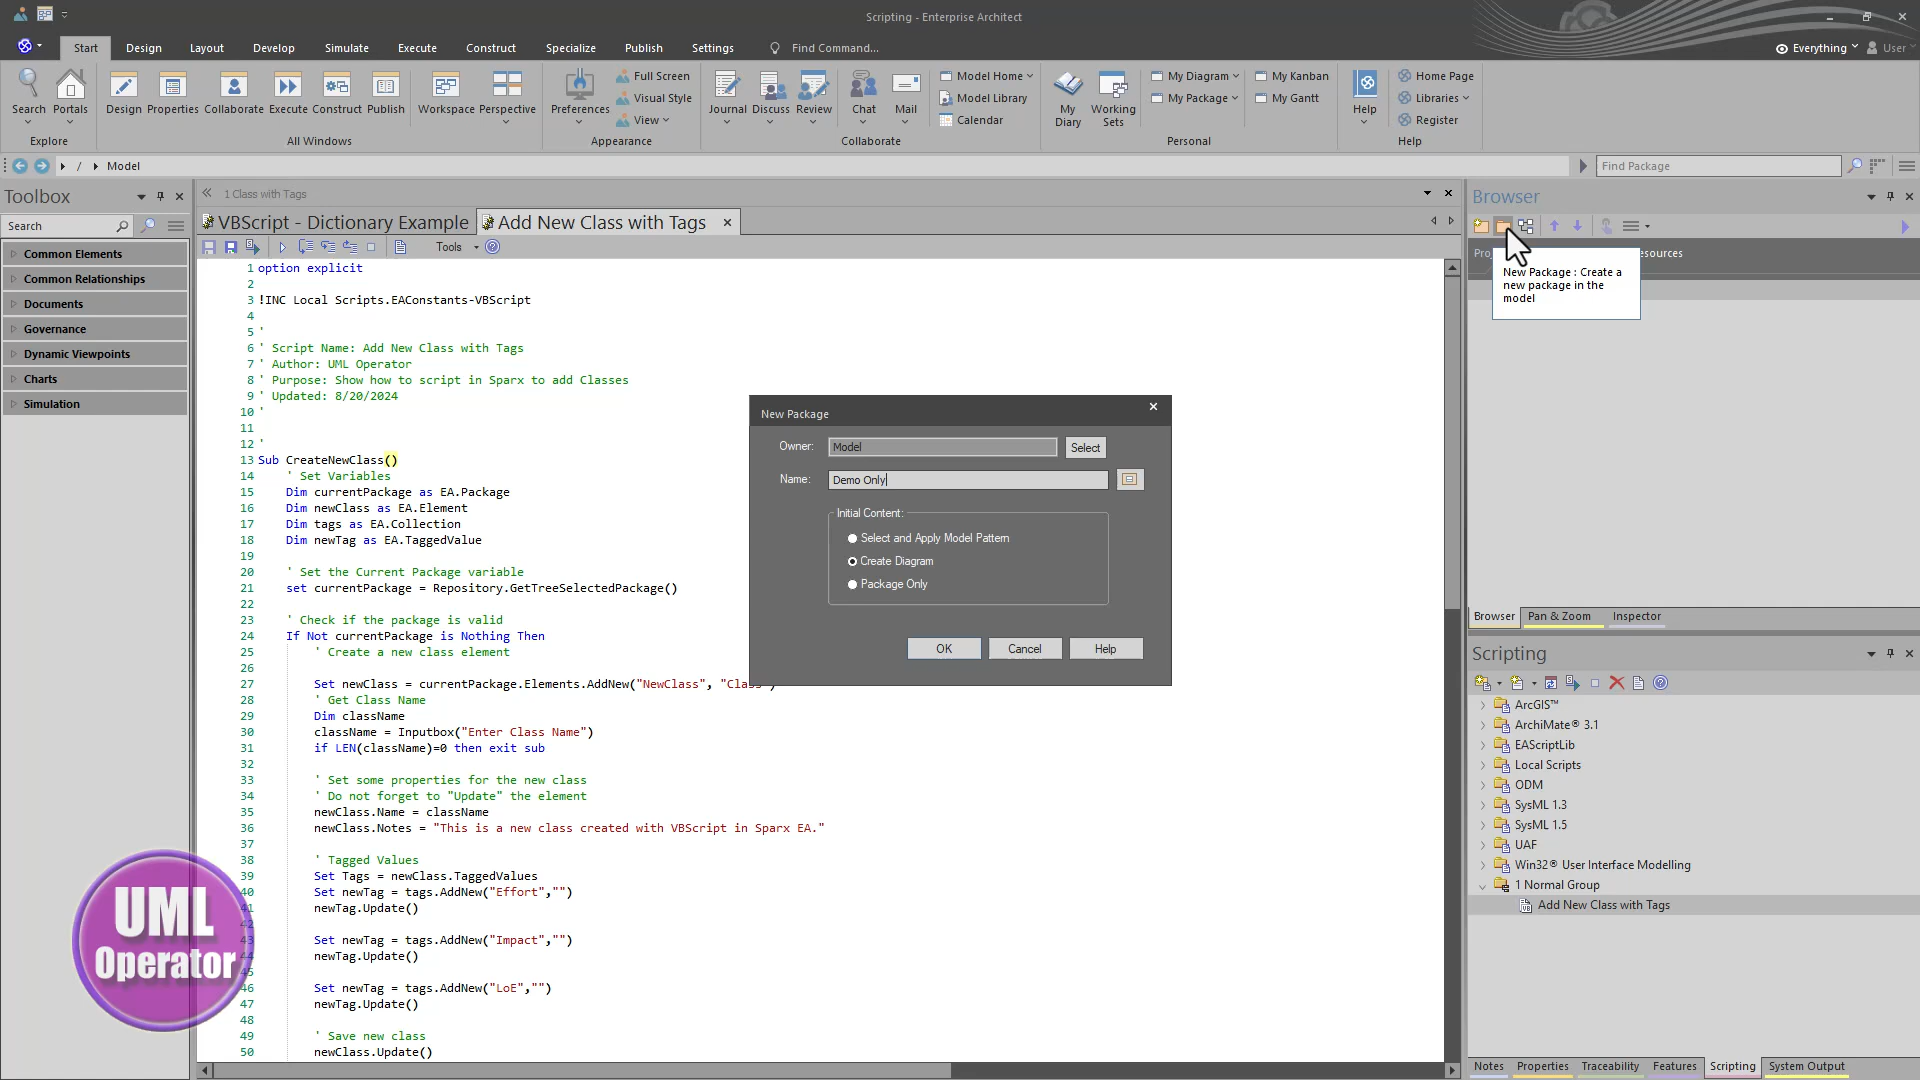 Scripting - Enterprise Architect
Start Design Layout Develop Simulate Execute Construct Specialize Publish Settings Find Command... Everything User
Search Portals
Explore
Design Properties Collaborate Execute Construct Publish Workspace Perspective
All Windows
Preferences
Full Screen
Visual Style
View
Appearance
Journal Discuss Review Chat Mail
Model Home
Model Library
Calendar
Collaborate
My Diary
Working Sets
My Diagram
My Package
My Kanban
My Gantt
Personal
Help
Home Page
Libraries
Register
Help
/ Model
Find Package
Toolbox
Search
Common Elements
Common Relationships
Documents
Governance
Dynamic Viewpoints
Charts
Simulation
1 Class with Tags
VBScript - Dictionary Example Add New Class with Tags
Tools
1 option explicit
2
3 !INC Local Scripts.EAConstants-VBScript
4
5 '
6 ' Script Name: Add New Class with Tags
7 ' Author: UML Operator
8 ' Purpose: Show how to script in Sparx to add Classes
9 ' Updated: 8/20/2024
10 '
11
12 '
13 Sub CreateNewClass()
14 ' Set Variables
15 Dim currentPackage as EA.Package
16 Dim newClass as EA.Element
17 Dim tags as EA.Collection
18 Dim newTag as EA.TaggedValue
19
20 ' Set the Current Package variable
21 set currentPackage = Repository.GetTreeSelectedPackage()
22
23 ' Check if the package is valid
24 If Not currentPackage is Nothing Then
25 ' Create a new class element
26
27 Set newClass = currentPackage.Elements.AddNew("NewClass", "Class")
28 ' Get Class Name
29 Dim className
30 className = Inputbox("Enter Class Name")
31 if LEN(className)=0 then exit sub
32
33 ' Set some properties for the new class
34 ' Do not forget to "Update" the element
35 newClass.Name = className
36 newClass.Notes = "This is a new class created with VBScript in Sparx EA."
37
38 ' Tagged Values
39 Set Tags = newClass.TaggedValues
40 Set newTag = tags.AddNew("Effort","")
41 newTag.Update()
42
43 Set newTag = tags.AddNew("Impact","")
44 newTag.Update()
45
46 Set newTag = tags.AddNew("LoE","")
47 newTag.Update()
48
49 ' Save new class
50 newClass.Update()
New Package
Owner: Model Select
Name: Demo Only
Initial Content:
Select and Apply Model Pattern
Create Diagram
Package Only
OK Cancel Help
Browser
New Package : Create a
new package in the
model
Browser Pan & Zoom Inspector
Scripting
ArcGIS™
ArchiMate® 3.1
EAScriptLib
Local Scripts
ODM
SysML 1.3
SysML 1.5
UAF
Win32® User Interface Modelling
1 Normal Group
Add New Class with Tags
Notes Properties Traceability Features Scripting System Output
UML
Operator